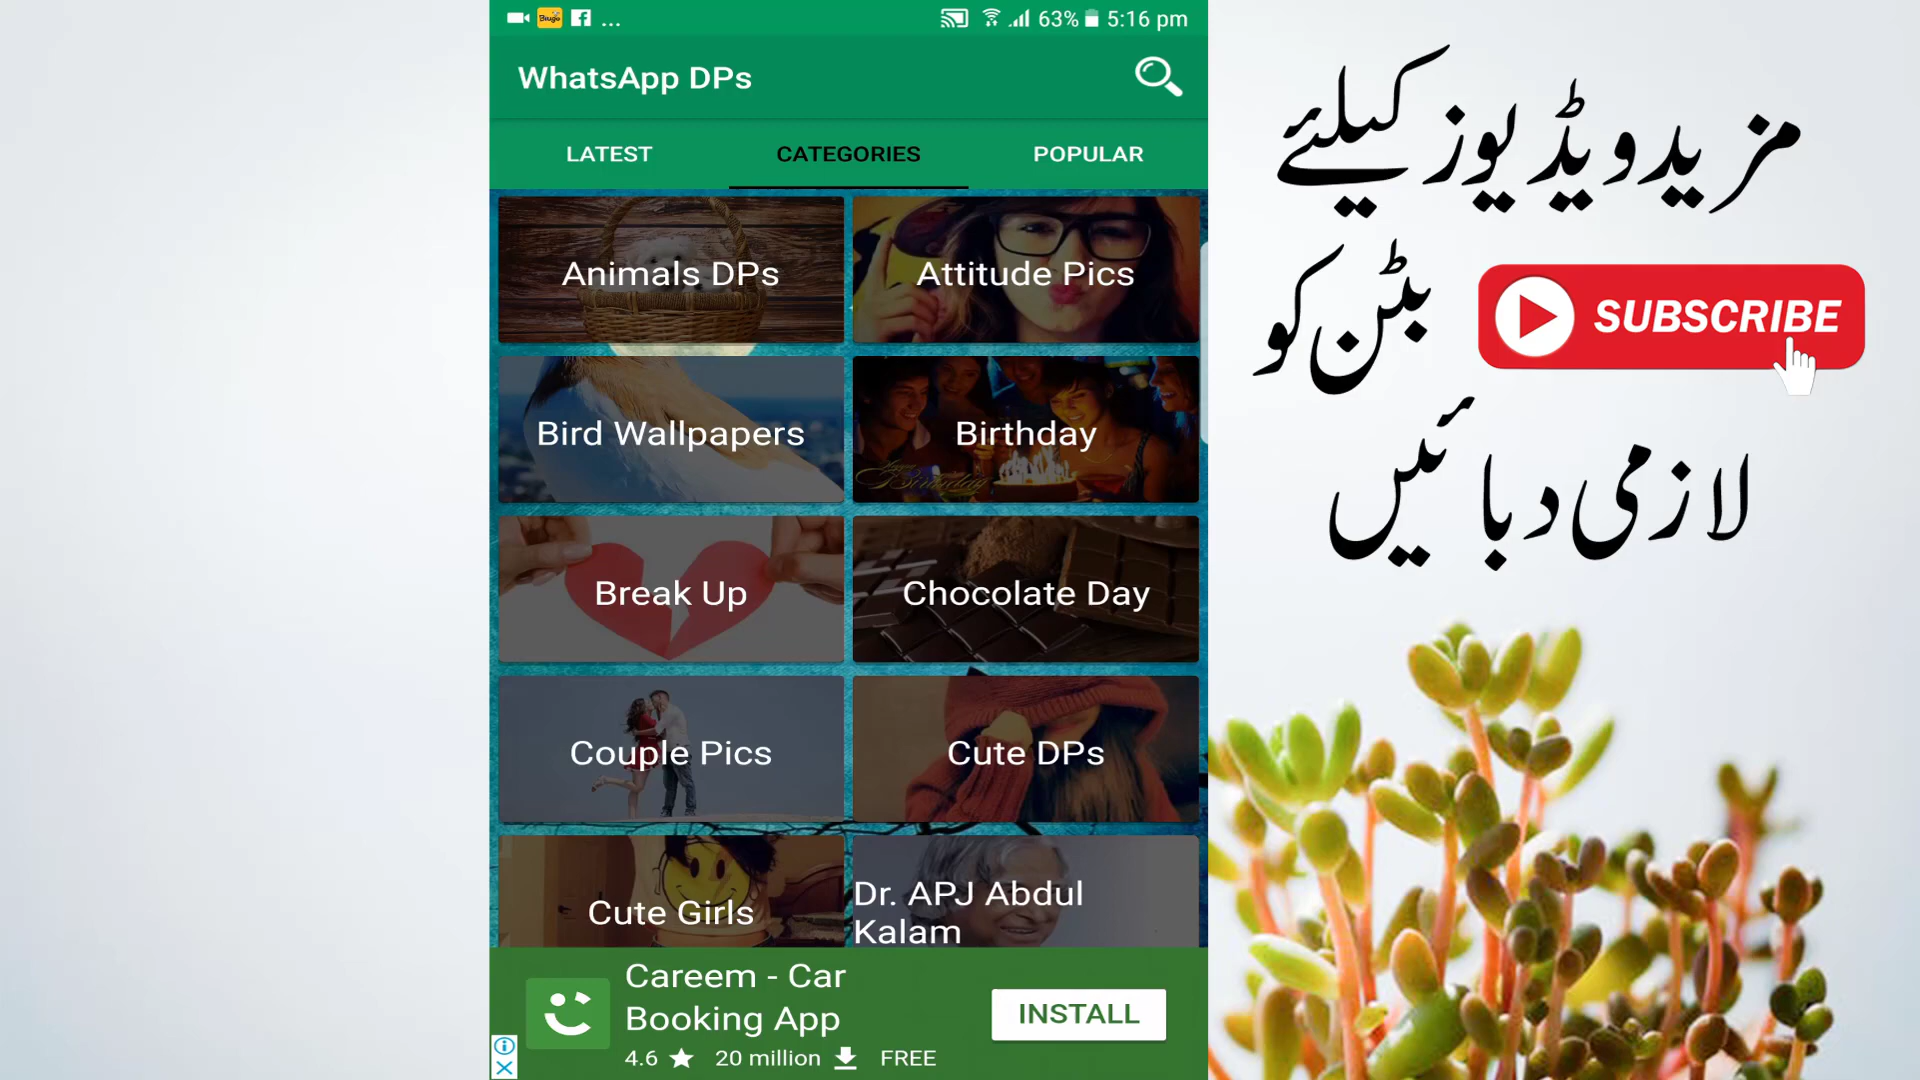 Beugo
...
63%
5:16 pm
WhatsApp DPs
LATEST
CATEGORIES
POPULAR
Animals DPs
Attitude Pics
Bird Wallpapers
Birthday
Birthday
Break Up
Chocolate Day
Couple Pics
Cute DPs
Cute Girls
Dr. APJ Abdul
Kalam
Careem - Car
Booking App
4.6 20 million FREE
INSTALL
مزید ویڈیوز کیلئے
SUBSCRIBE بٹن کو
لازمی دبائیں